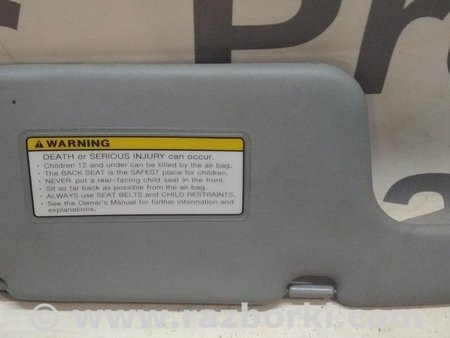 Pro
a
WARNING
DEATH or SERIOUS INJURY can occur.
· Children 12 and under can be killed by the air bag.
· The BACK SEAT is the SAFEST place for children.
· NEVER put a rear-facing child seat in the front.
· Sit as far back as possible from the air bag.
· ALWAYS use SEAT BELTS and CHILD RESTRAINTS.
· See the Owner's Manual for further information and
explanations.
© www.razborki.com